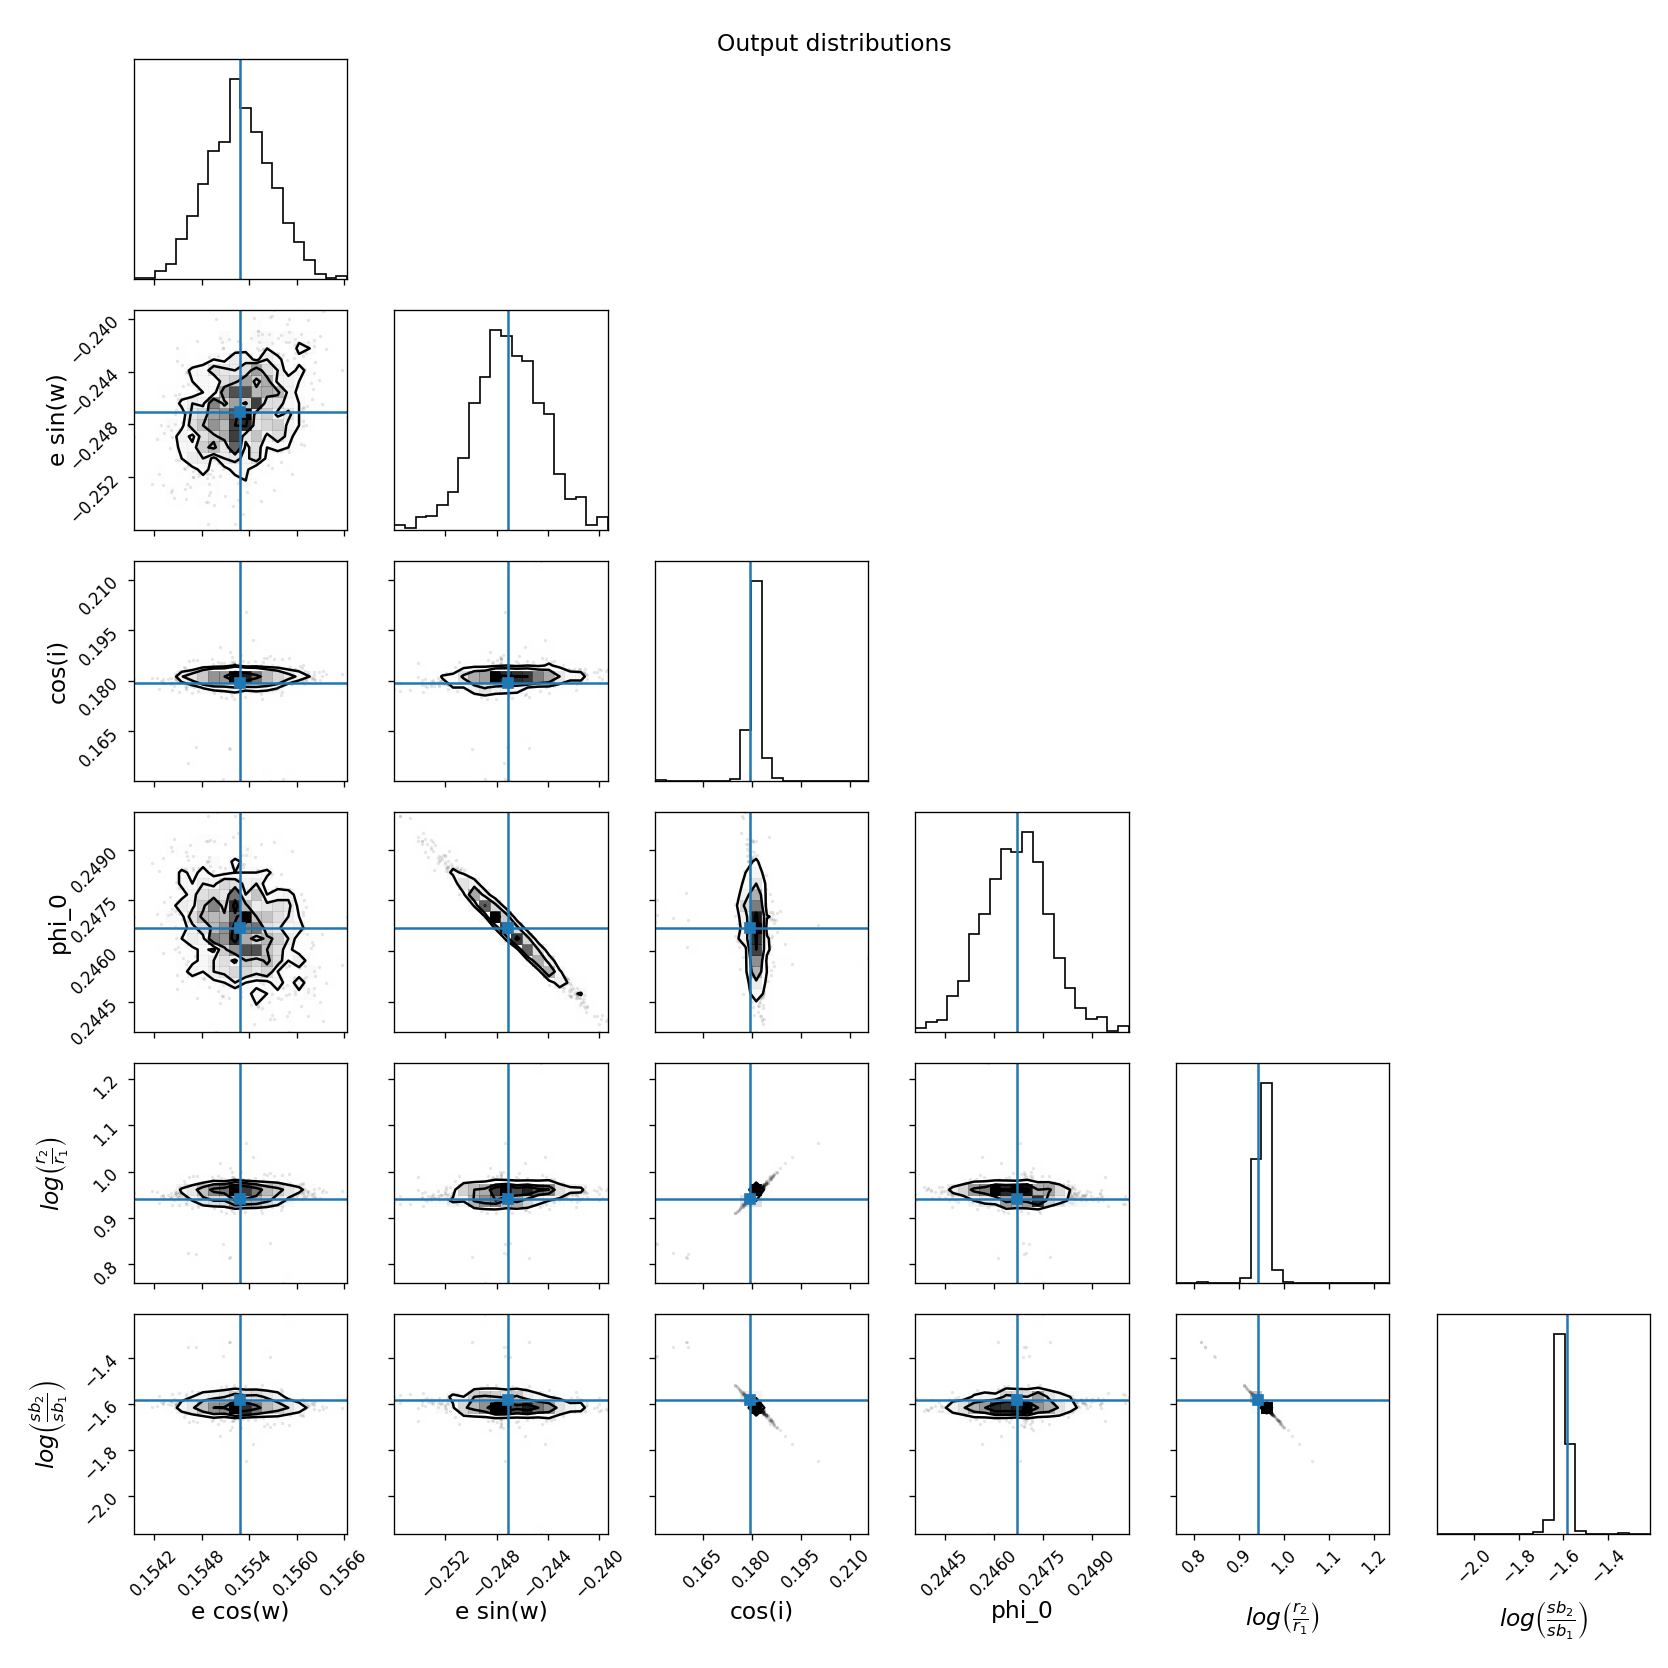 Output distributions
e sin(w)
−0.240
−0.244
−0.248
−0.252
cos(i)
0.210
0.195
0.180
0.165
phi_0
0.2490
0.2475
0.2460
0.2445
log(r₂/r₁)
1.2
1.1
1.0
0.9
0.8
log(sb₂/sb₁)
−1.4
−1.6
−1.8
−2.0
0.1542 0.1548 0.1554 0.1560 0.1566
−0.252 −0.248 −0.244 −0.240
0.165 0.180 0.195 0.210
0.2445 0.2460 0.2475 0.2490
0.8 0.9 1.0 1.1 1.2
−2.0 −1.8 −1.6 −1.4
e cos(w)
e sin(w)
cos(i)
phi_0
log(r₂/r₁)
log(sb₂/sb₁)